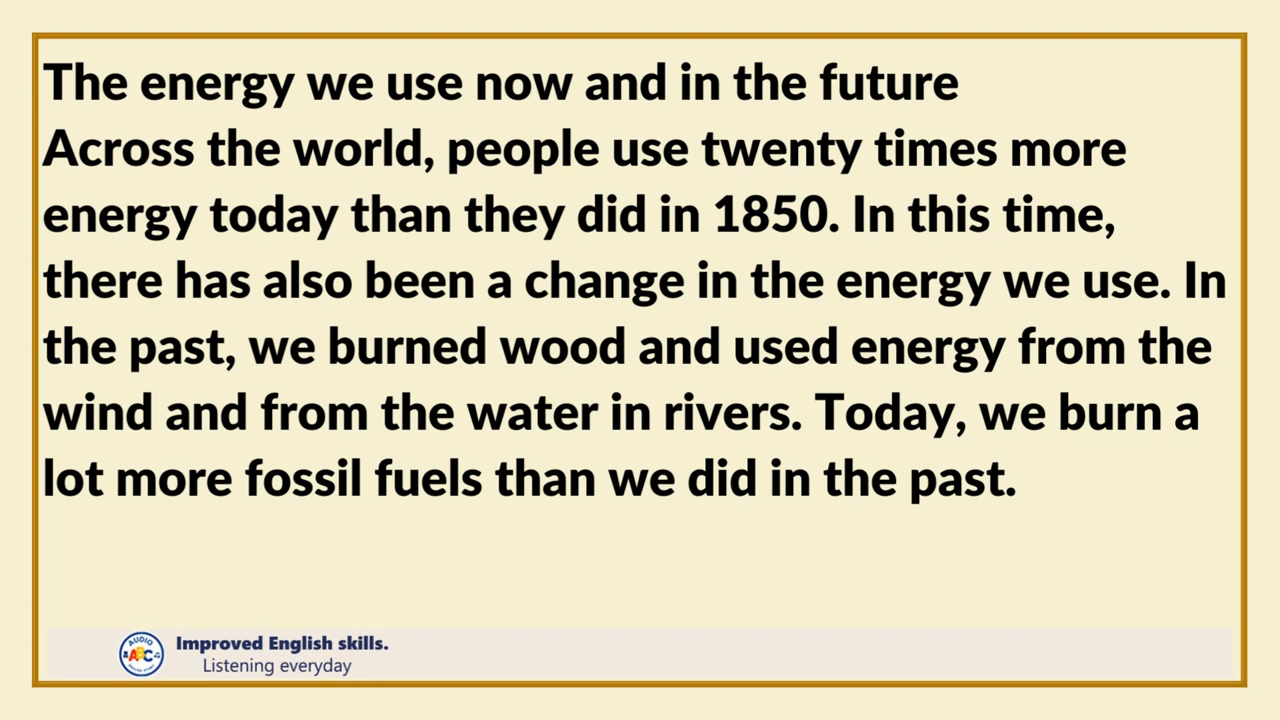 The energy we use now and in the future
Across the world, people use twenty times more
energy today than they did in 1850. In this time,
there has also been a change in the energy we use. In
the past, we burned wood and used energy from the
wind and from the water in rivers. Today, we burn a
lot more fossil fuels than we did in the past.
AUDIO
ABC
Improved English skills.
Listening everyday